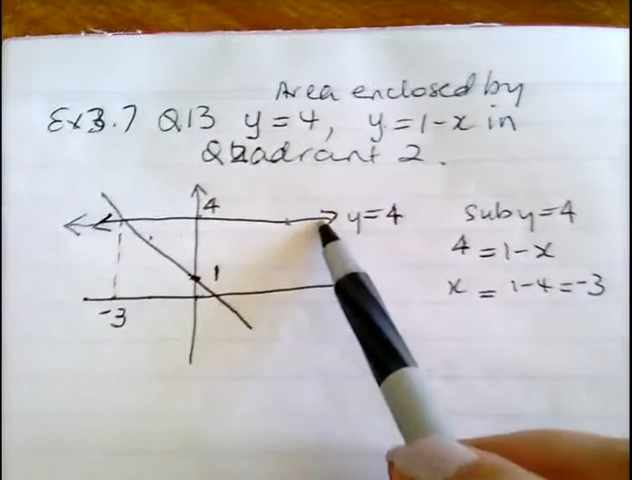 Area enclosed by
Ex3.7 Q13 y=4, y=1-x in
Quadrant 2.
4
y=4
1
-3
sub y=4
4=1-x
x=1-4=-3